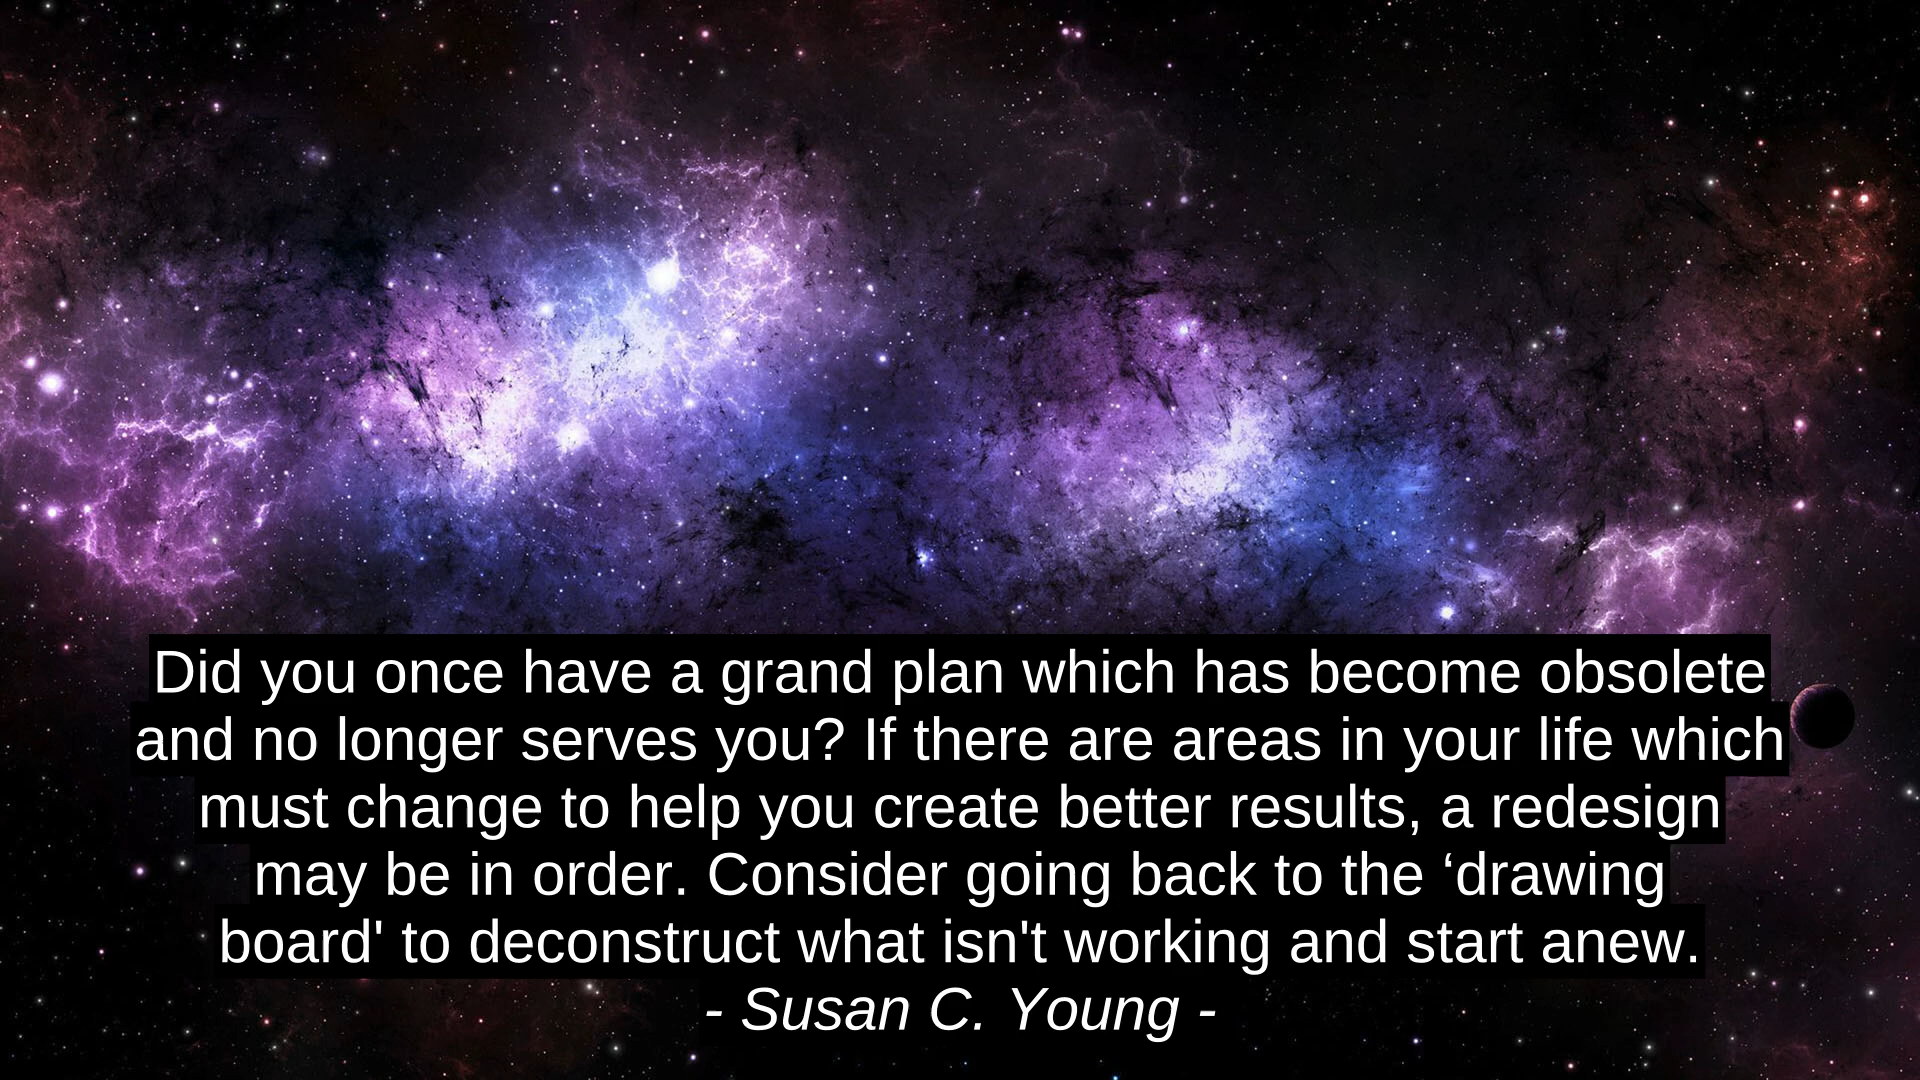 Did you once have a grand plan which has become obsolete
and no longer serves you? If there are areas in your life which
must change to help you create better results, a redesign
may be in order. Consider going back to the ‘drawing
board' to deconstruct what isn't working and start anew.
- Susan C. Young -